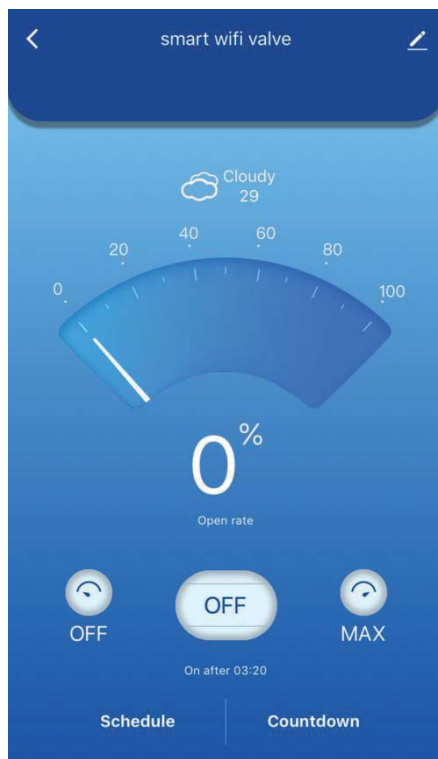 smart wifi valve
Cloudy
29
40 60
20 80
0 100
0%
Open rate
OFF
OFF MAX
On after 03:20
Schedule Countdown